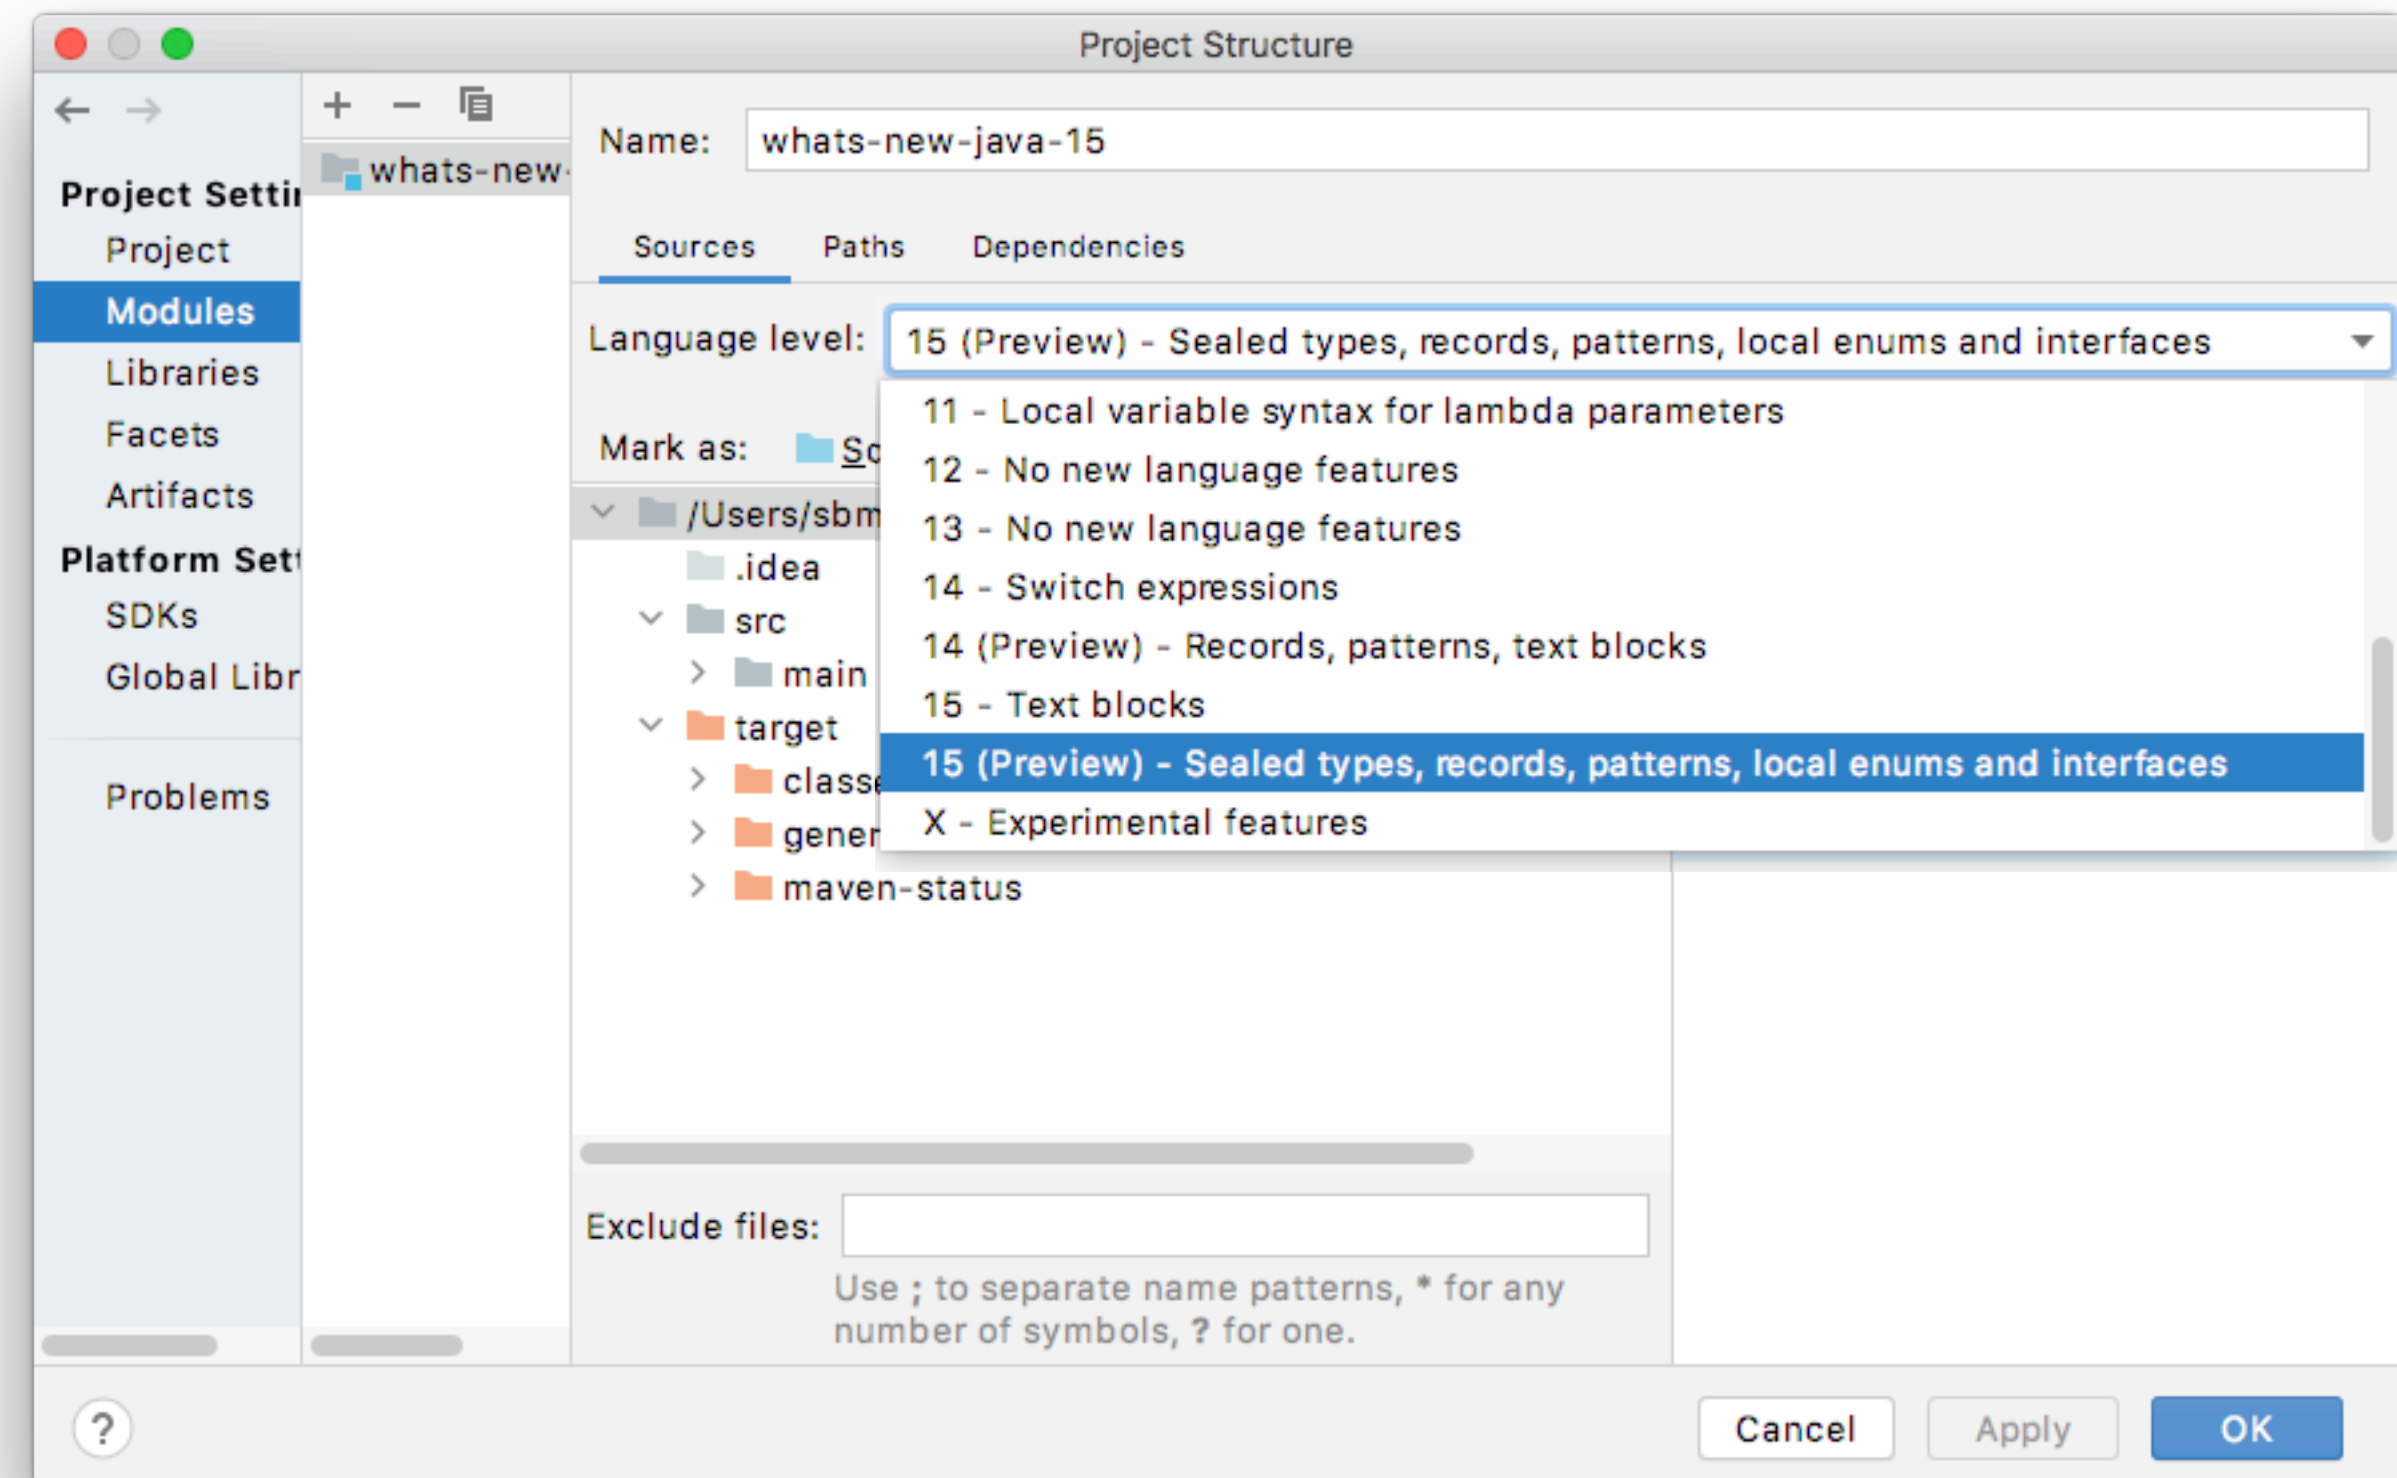 Project Structure
Project Settin
Project
Modules
Libraries
Facets
Artifacts
Platform Sett
SDKs
Global Libr
Problems
whats-new-
Name: whats-new-java-15
Sources Paths Dependencies
Language level: 15 (Preview) - Sealed types, records, patterns, local enums and interfaces
11 - Local variable syntax for lambda parameters
12 - No new language features
13 - No new language features
14 - Switch expressions
14 (Preview) - Records, patterns, text blocks
15 - Text blocks
15 (Preview) - Sealed types, records, patterns, local enums and interfaces
X - Experimental features
Mark as: So
/Users/sbm
.idea
src
main
target
classe
gener
maven-status
Exclude files:
Use ; to separate name patterns, * for any
number of symbols, ? for one.
?
Cancel Apply OK